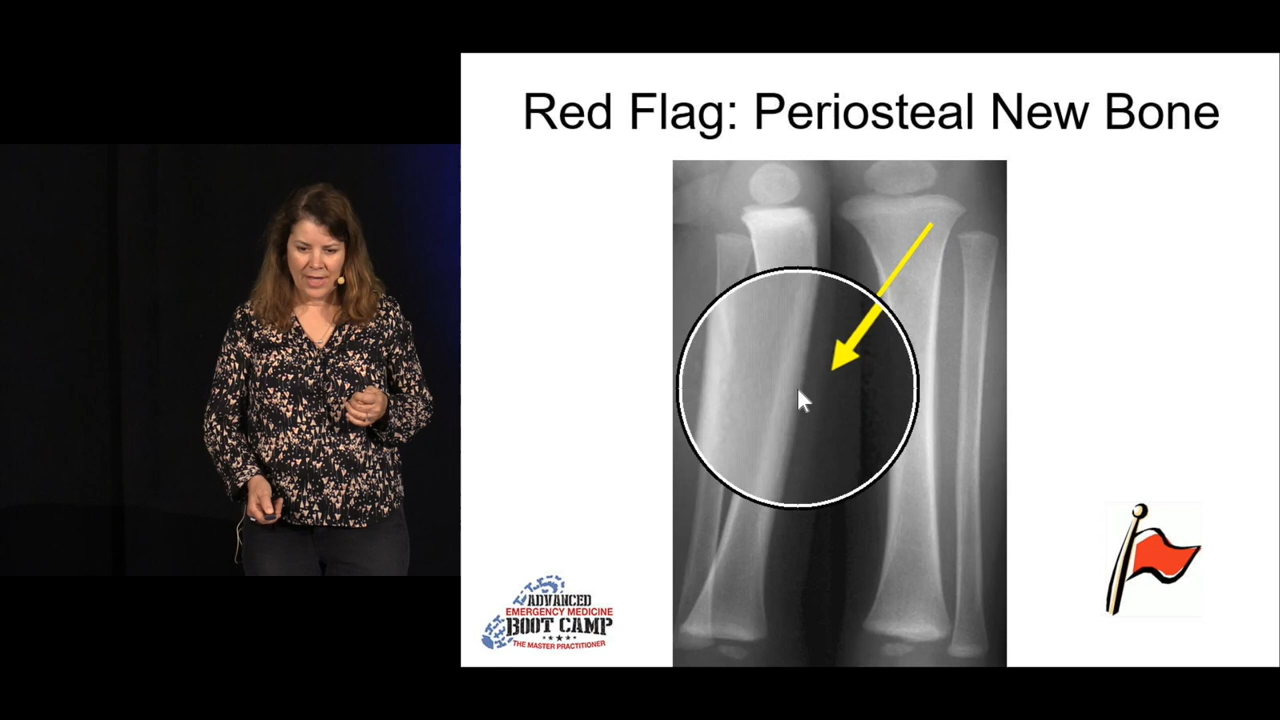 Red Flag: Periosteal New Bone
ADVANCED
EMERGENCY MEDICINE
BOOT CAMP
THE MASTER PRACTITIONER